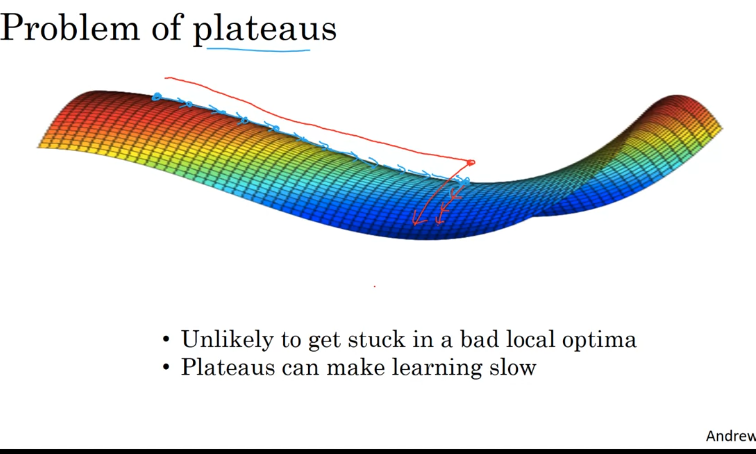 Problem of plateaus
• Unlikely to get stuck in a bad local optima
• Plateaus can make learning slow
Andrew